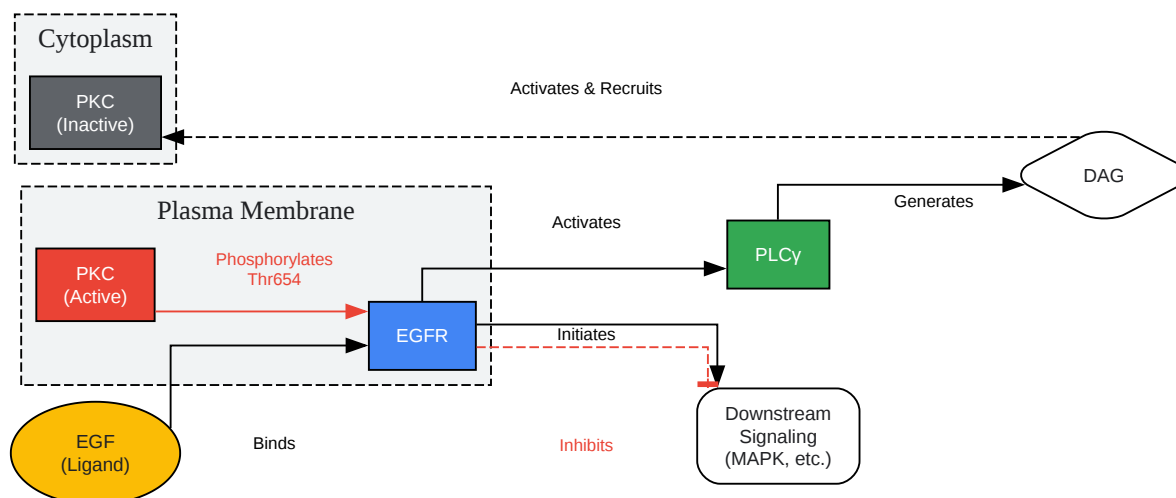 Cytoplasm
PKC
(Inactive)
Activates & Recruits
DAG
Generates
Plasma Membrane
Activates
PLCγ
PKC
(Active)
Phosphorylates
Thr654
EGFR
Initiates
EGF
(Ligand)
Binds
Inhibits
Downstream
Signaling
(MAPK, etc.)